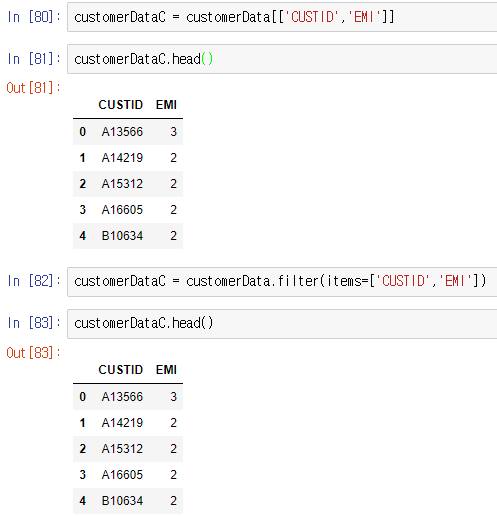 In [80]: customerDataC = customerData[['CUSTID','EMI']]
In [81]: customerDataC.head()
Out[81]:
CUSTID EMI
0 A13566 3
1 A14219 2
2 A15312 2
3 A16605 2
4 B10634 2
In [82]: customerDataC = customerData.filter(items=['CUSTID','EMI'])
In [83]: customerDataC.head()
Out[83]:
CUSTID EMI
0 A13566 3
1 A14219 2
2 A15312 2
3 A16605 2
4 B10634 2